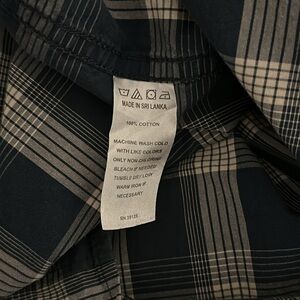 MADE IN SRI LANKA
100% COTTON
MACHINE WASH COLD
WITH LIKE COLORS
ONLY NON-CHLORINE
BLEACH IF NEEDED
TUMBLE DRY LOW
WARM IRON IF
NECESSARY
RN